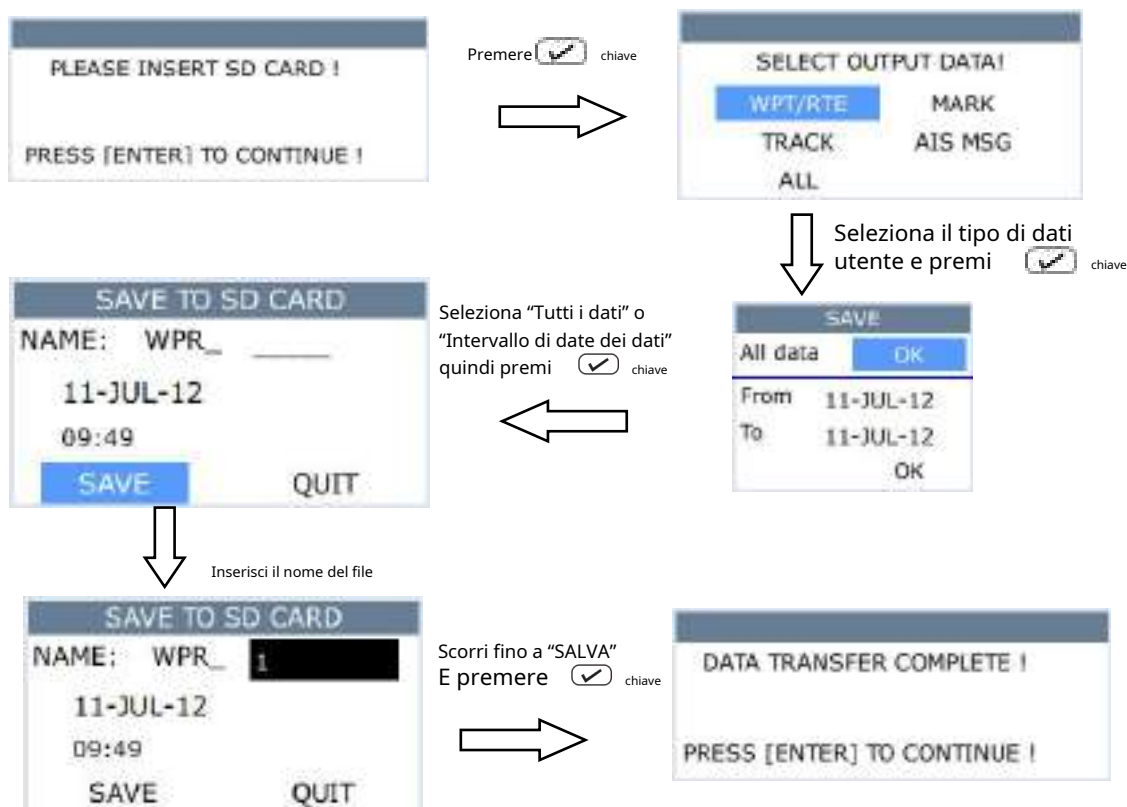 PLEASE INSERT SD CARD !
PRESS [ENTER] TO CONTINUE !
Premere chiave
SELECT OUTPUT DATA!
WPT/RTE MARK
TRACK AIS MSG
ALL
Seleziona il tipo di dati
utente e premi chiave
SAVE
All data OK
From 11-JUL-12
To 11-JUL-12
OK
Seleziona “Tutti i dati” o
“Intervallo di date dei dati”
quindi premi chiave
SAVE TO SD CARD
NAME: WPR_ _____
11-JUL-12
09:49
SAVE QUIT
Inserisci il nome del file
SAVE TO SD CARD
NAME: WPR_ 1
11-JUL-12
09:49
SAVE QUIT
Scorri fino a “SALVA”
E premere chiave
DATA TRANSFER COMPLETE !
PRESS [ENTER] TO CONTINUE !